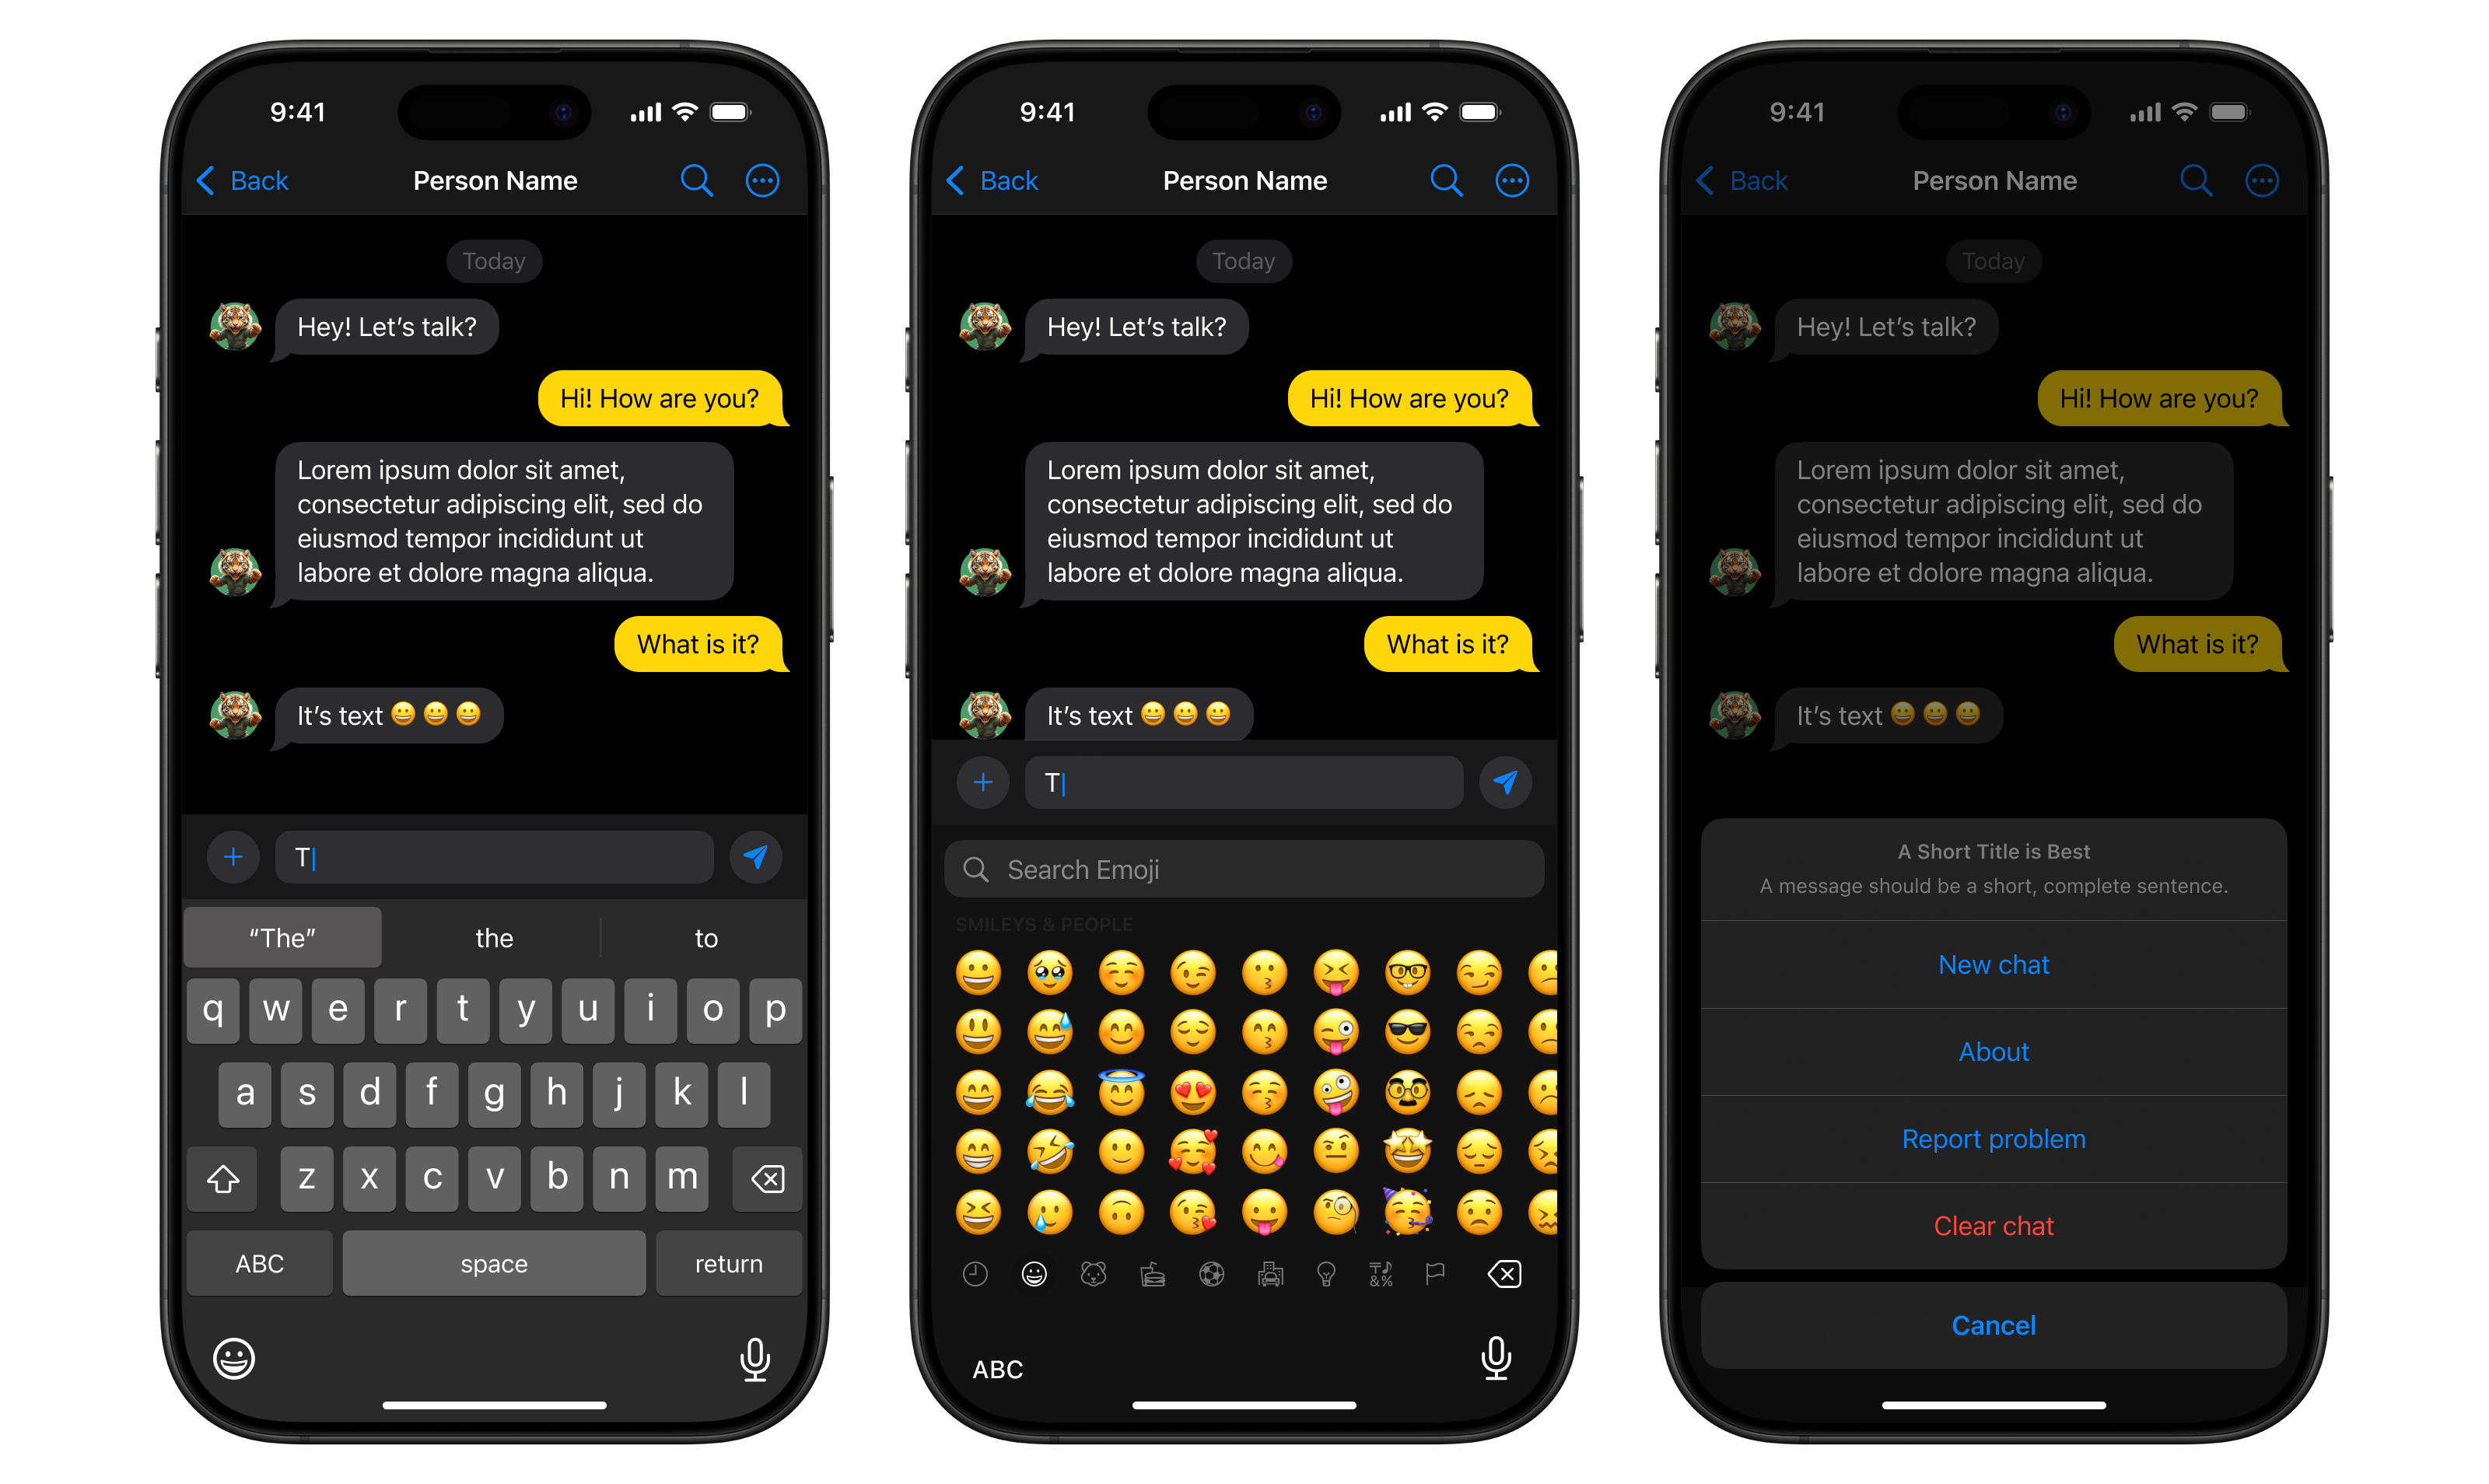 9:41
Back
Person Name
Today
Hey! Let’s talk?
Hi! How are you?
Lorem ipsum dolor sit amet,
consectetur adipiscing elit, sed do
eiusmod tempor incididunt ut
labore et dolore magna aliqua.
What is it?
It’s text 😀 😀 😀
T
“The” the to
q w e r t y u i o p
a s d f g h j k l
z x c v b n m
ABC space return
9:41
Back
Person Name
Today
Hey! Let’s talk?
Hi! How are you?
Lorem ipsum dolor sit amet,
consectetur adipiscing elit, sed do
eiusmod tempor incididunt ut
labore et dolore magna aliqua.
What is it?
It’s text 😀 😀 😀
T
Search Emoji
SMILEYS & PEOPLE
&%
ABC
9:41
Back
Person Name
Today
Hey! Let’s talk?
Hi! How are you?
Lorem ipsum dolor sit amet,
consectetur adipiscing elit, sed do
eiusmod tempor incididunt ut
labore et dolore magna aliqua.
What is it?
It’s text 😀 😀 😀
A Short Title is Best
A message should be a short, complete sentence.
New chat
About
Report problem
Clear chat
Cancel